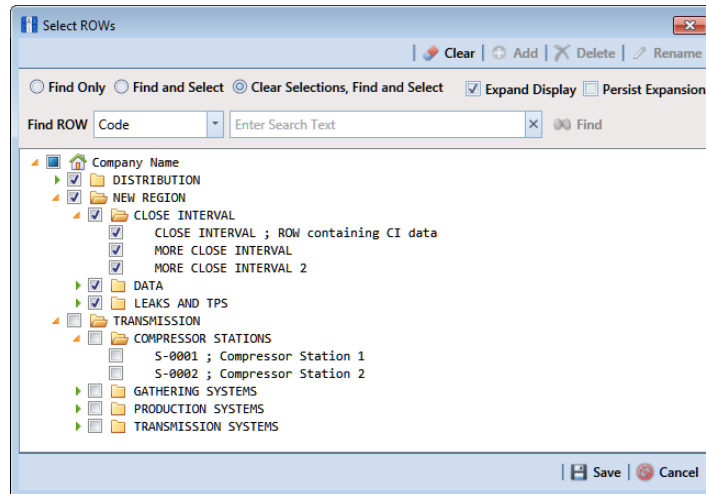 Select ROWs
Clear Add Delete Rename
Find Only Find and Select Clear Selections, Find and Select Expand Display Persist Expansion
Find ROW Code Enter Search Text Find
Company Name
DISTRIBUTION
NEW REGION
CLOSE INTERVAL
CLOSE INTERVAL ; ROW containing CI data
MORE CLOSE INTERVAL
MORE CLOSE INTERVAL 2
DATA
LEAKS AND TPS
TRANSMISSION
COMPRESSOR STATIONS
S-0001 ; Compressor Station 1
S-0002 ; Compressor Station 2
GATHERING SYSTEMS
PRODUCTION SYSTEMS
TRANSMISSION SYSTEMS
Save Cancel